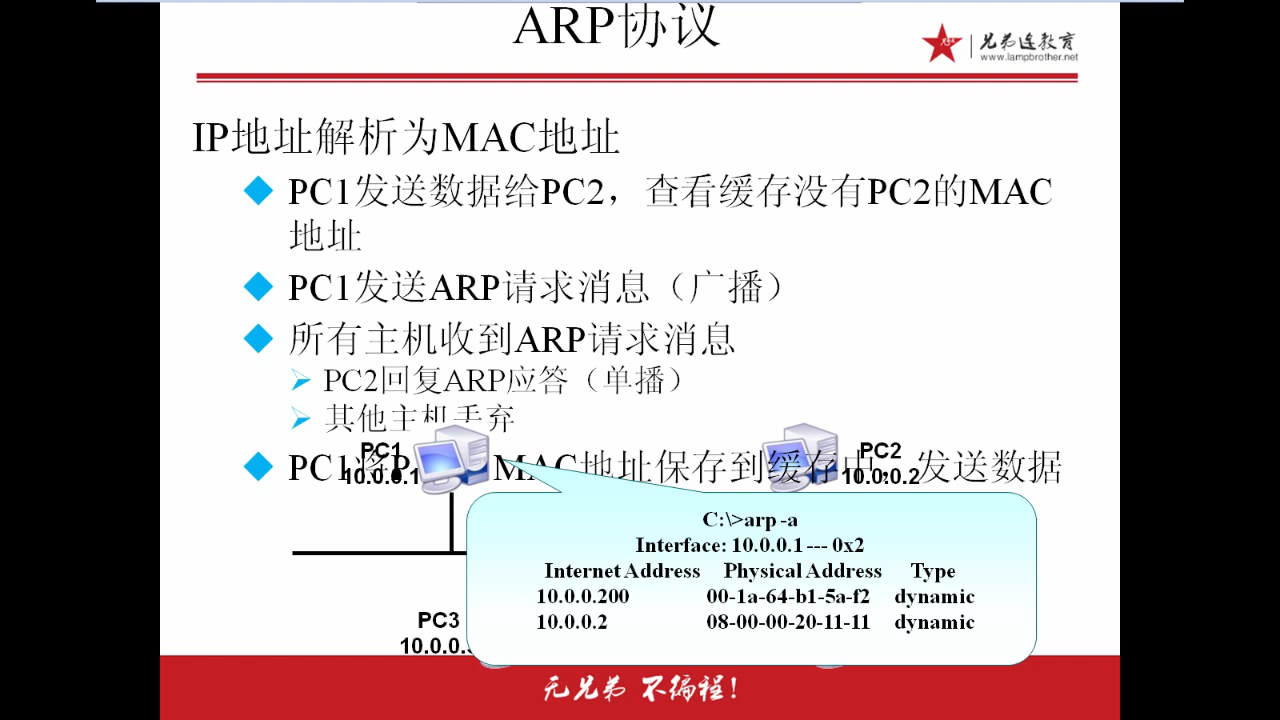 ARP协议
兄弟连教育
www.lampbrother.net
IP地址解析为MAC地址
PC1发送数据给PC2，查看缓存没有PC2的MAC
地址
PC1发送ARP请求消息（广播）
所有主机收到ARP请求消息
PC2回复ARP应答（单播）
其他主机丢弃
PC1将P MAC地址保存到缓存中，发送数据
PC1
10.0.0.1
PC2
10.0.0.2
C:\>arp -a
Interface: 10.0.0.1 --- 0x2
Internet Address Physical Address Type
10.0.0.200 00-1a-64-b1-5a-f2 dynamic
10.0.0.2 08-00-00-20-11-11 dynamic
PC3
10.0.0.
无兄弟 不编程！